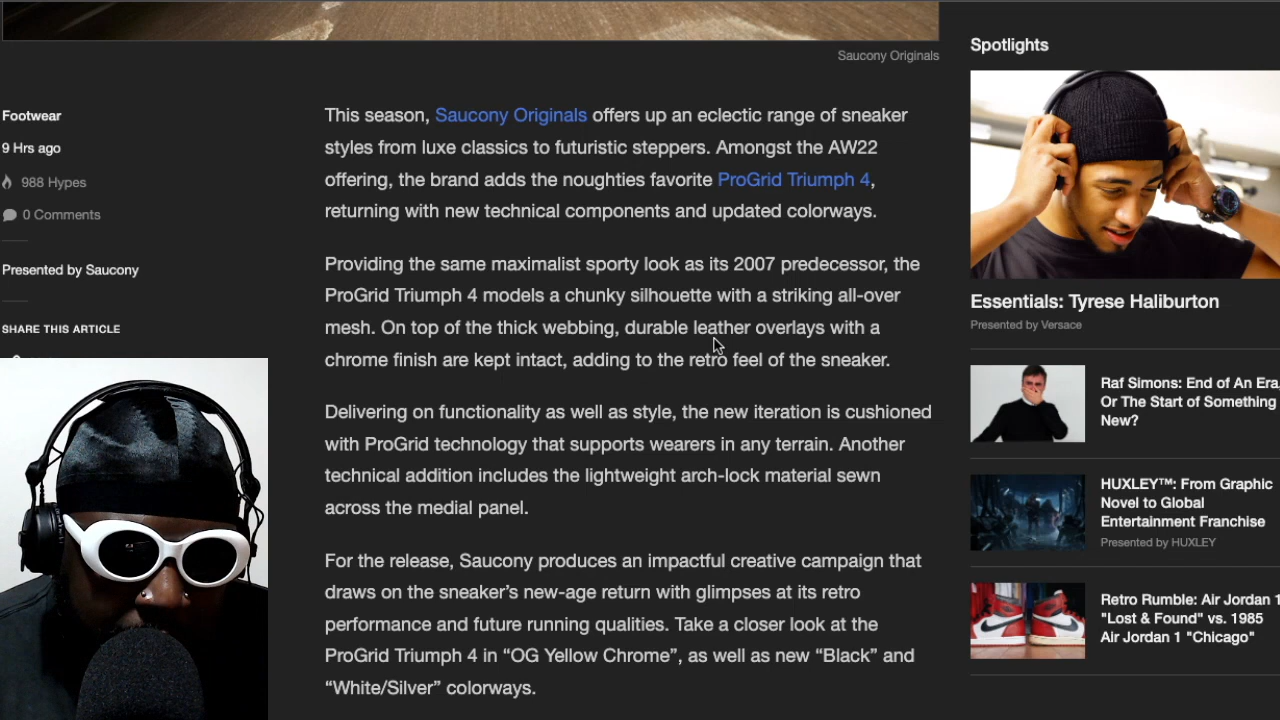 Saucony Originals
Footwear
9 Hrs ago
988 Hypes
0 Comments
Presented by Saucony
SHARE THIS ARTICLE
This season, Saucony Originals offers up an eclectic range of sneaker
styles from luxe classics to futuristic steppers. Amongst the AW22
offering, the brand adds the noughties favorite ProGrid Triumph 4,
returning with new technical components and updated colorways.
Providing the same maximalist sporty look as its 2007 predecessor, the
ProGrid Triumph 4 models a chunky silhouette with a striking all-over
mesh. On top of the thick webbing, durable leather overlays with a
chrome finish are kept intact, adding to the retro feel of the sneaker.
Delivering on functionality as well as style, the new iteration is cushioned
with ProGrid technology that supports wearers in any terrain. Another
technical addition includes the lightweight arch-lock material sewn
across the medial panel.
For the release, Saucony produces an impactful creative campaign that
draws on the sneaker’s new-age return with glimpses at its retro
performance and future running qualities. Take a closer look at the
ProGrid Triumph 4 in “OG Yellow Chrome”, as well as new “Black” and
“White/Silver” colorways.
Spotlights
Essentials: Tyrese Haliburton
Presented by Versace
Raf Simons: End of An Era,
Or The Start of Something
New?
HUXLEY™: From Graphic
Novel to Global
Entertainment Franchise
Presented by HUXLEY
Retro Rumble: Air Jordan 1
"Lost & Found" vs. 1985
Air Jordan 1 "Chicago"